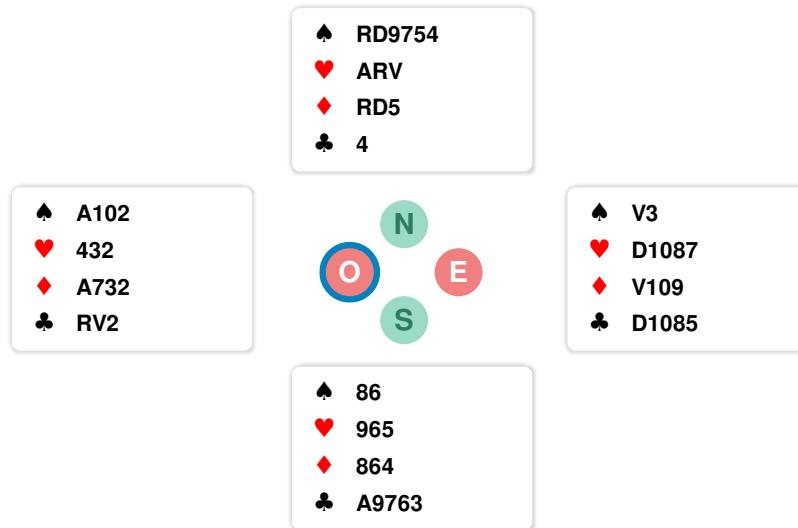 ♠ RD9754
♥ ARV
♦ RD5
♣ 4
♠ A102
♥ 432
♦ A732
♣ RV2
N
O E
S
♠ V3
♥ D1087
♦ V109
♣ D1085
♠ 86
♥ 965
♦ 864
♣ A9763